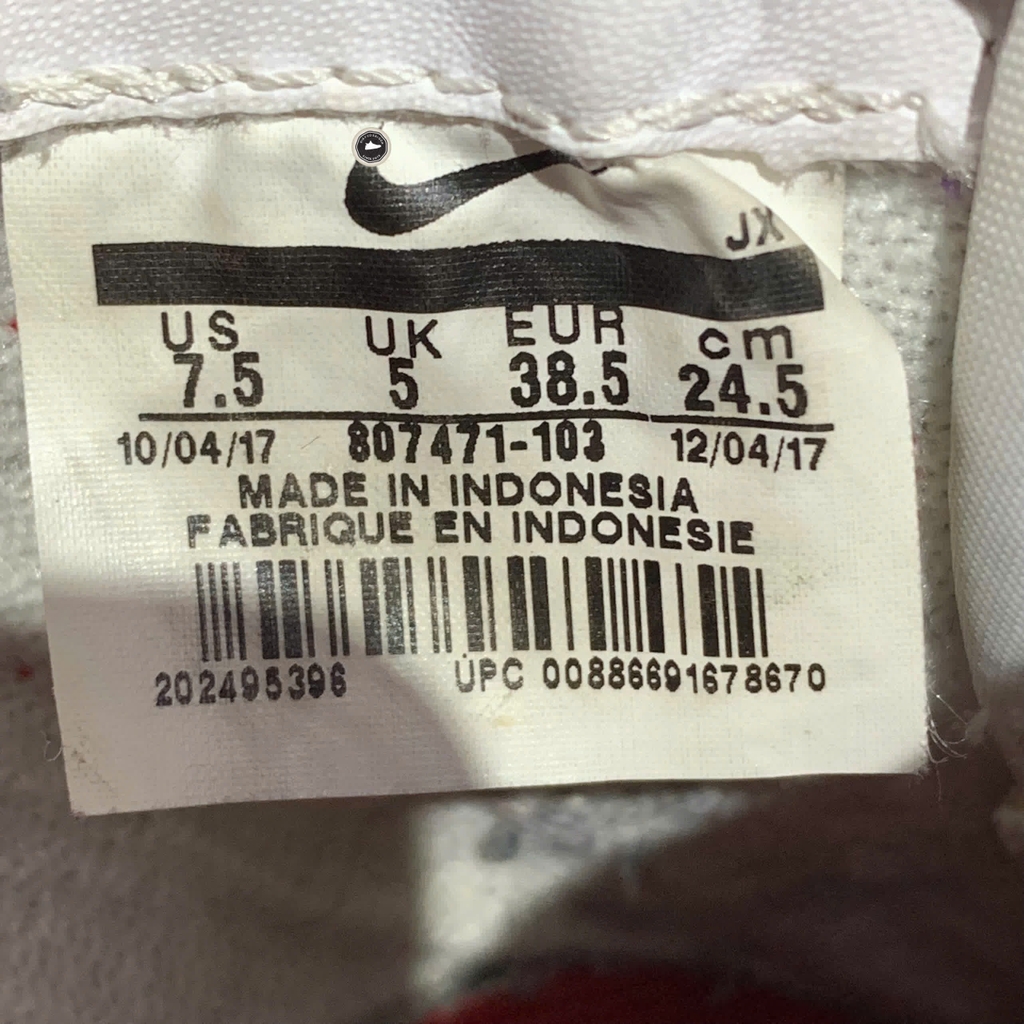 JX
US UK EUR cm
7.5 5 38.5 24.5
10/04/17 807471-103 12/04/17
MADE IN INDONESIA
FABRIQUE EN INDONESIE
202495396 UPC 00886691678670